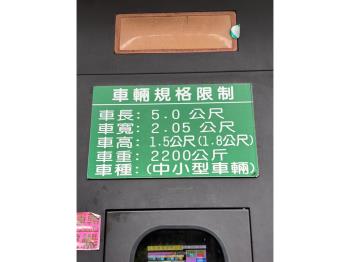 車輛規格限制
車長: 5.0 公尺
車寬: 2.05 公尺
車高: 1.5公尺(1.8公尺)
車重: 2200公斤
車種: (中小型車輛)